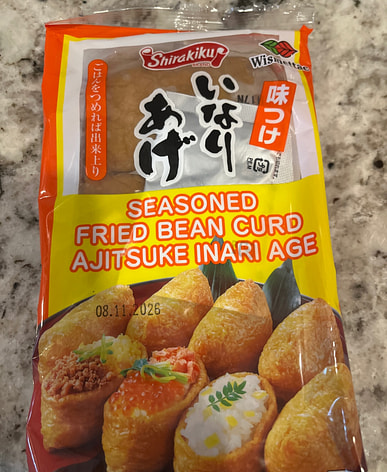 Shirakiku
Wismettac
いなり
あげ
味つけ
ごはんをつめれば出来上り
SEASONED
FRIED BEAN CURD
AJITSUKE INARI AGE
08.11.2026